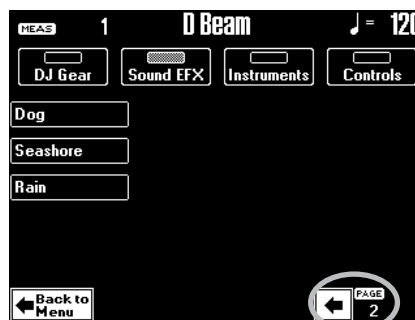 MEAS 1 D Beam ♩= 120
DJ Gear Sound EFX Instruments Controls
Dog
Seashore
Rain
Back to
Menu
PAGE
2